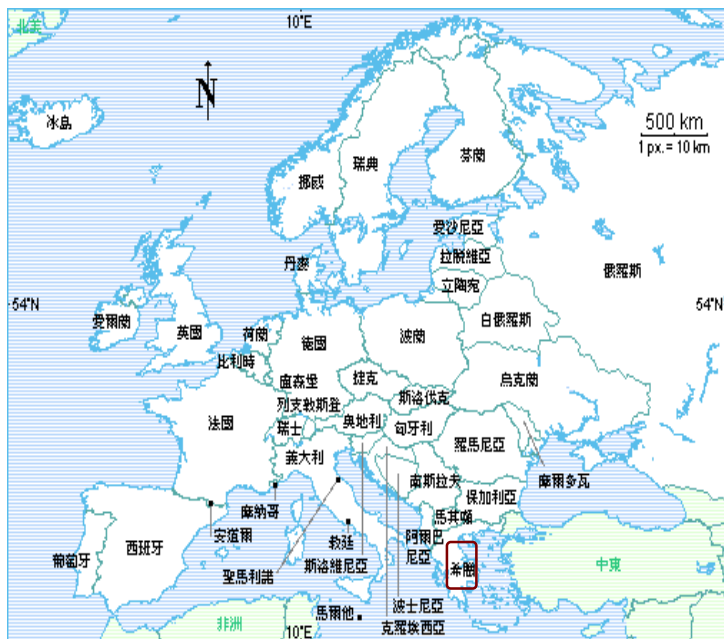 北美
10°E
N
冰島
500 km
1 px. = 10 km
挪威
瑞典
芬蘭
愛沙尼亞
拉脫維亞
立陶宛
丹麥
俄羅斯
54°N
54°N
愛爾蘭
英國
荷蘭
德國
波蘭
白俄羅斯
比利時
盧森堡
捷克
烏克蘭
列支敦斯登
斯洛伐克
法國
瑞士
奧地利
匈牙利
羅馬尼亞
義大利
摩爾多瓦
南斯拉夫
保加利亞
摩納哥
馬其頓
安道爾
教廷
阿爾巴
尼亞
葡萄牙
西班牙
聖馬利諾
斯洛維尼亞
希臘
中東
波士尼亞
非洲
馬爾他
克羅埃西亞
10°E